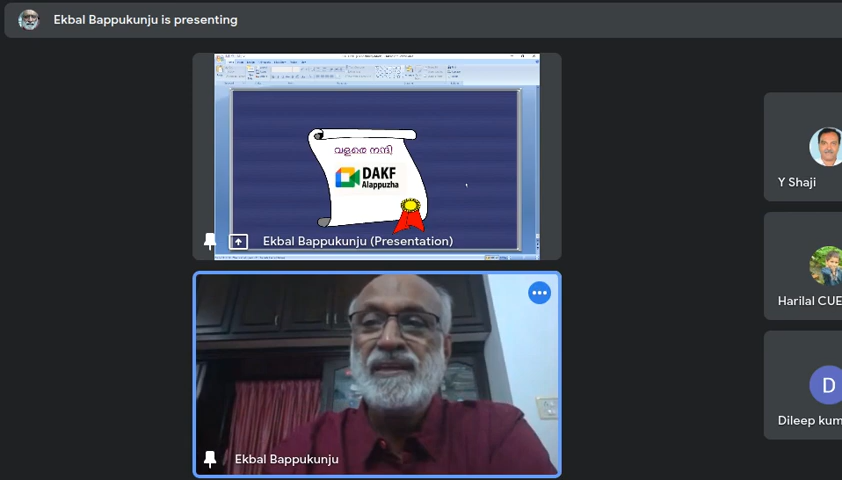 Ekbal Bappukunju is presenting
വളരെ നന്ദി
DAKF
Alappuzha
Ekbal Bappukunju (Presentation)
Y Shaji
Harilal CUE
D
Dileep kum
Ekbal Bappukunju